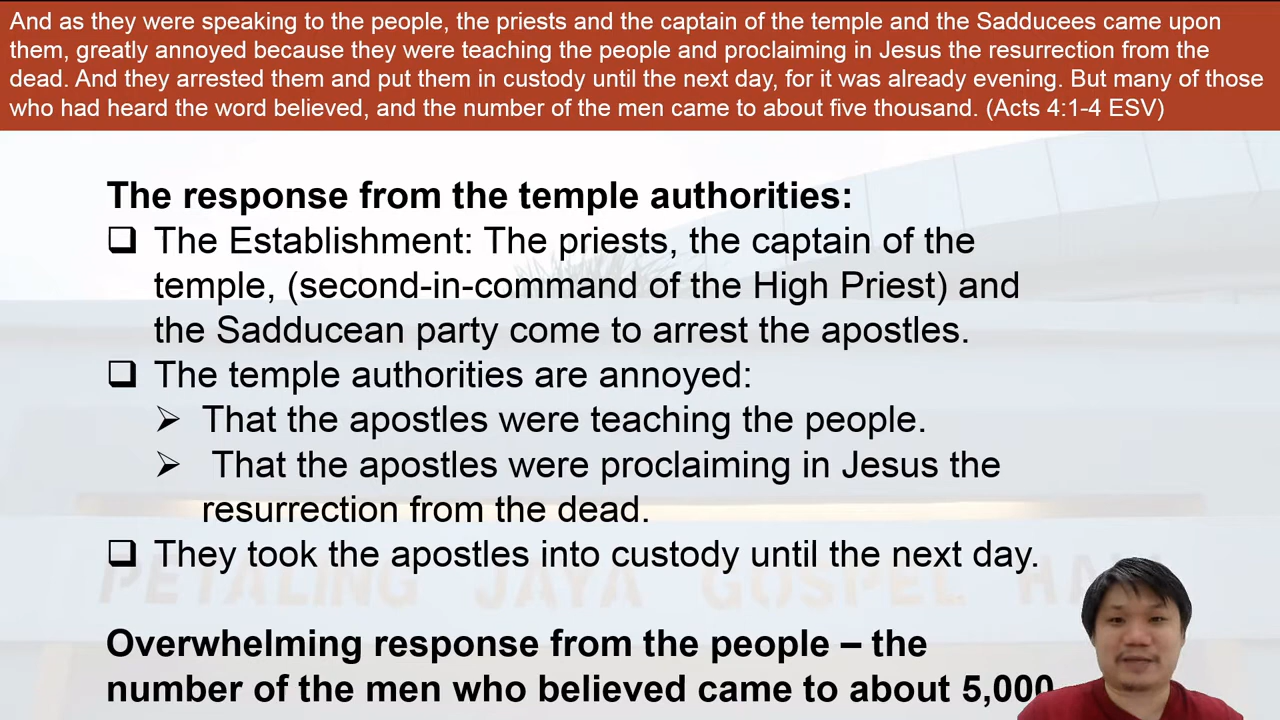 And as they were speaking to the people, the priests and the captain of the temple and the Sadducees came upon
them, greatly annoyed because they were teaching the people and proclaiming in Jesus the resurrection from the
dead. And they arrested them and put them in custody until the next day, for it was already evening. But many of those
who had heard the word believed, and the number of the men came to about five thousand. (Acts 4:1-4 ESV)
The response from the temple authorities:
❑ The Establishment: The priests, the captain of the
temple, (second-in-command of the High Priest) and
the Sadducean party come to arrest the apostles.
❑ The temple authorities are annoyed:
➢ That the apostles were teaching the people.
➢ That the apostles were proclaiming in Jesus the
resurrection from the dead.
❑ They took the apostles into custody until the next day.
PETALING JAYA GOSPEL
Overwhelming response from the people – the
number of the men who believed came to about 5,000